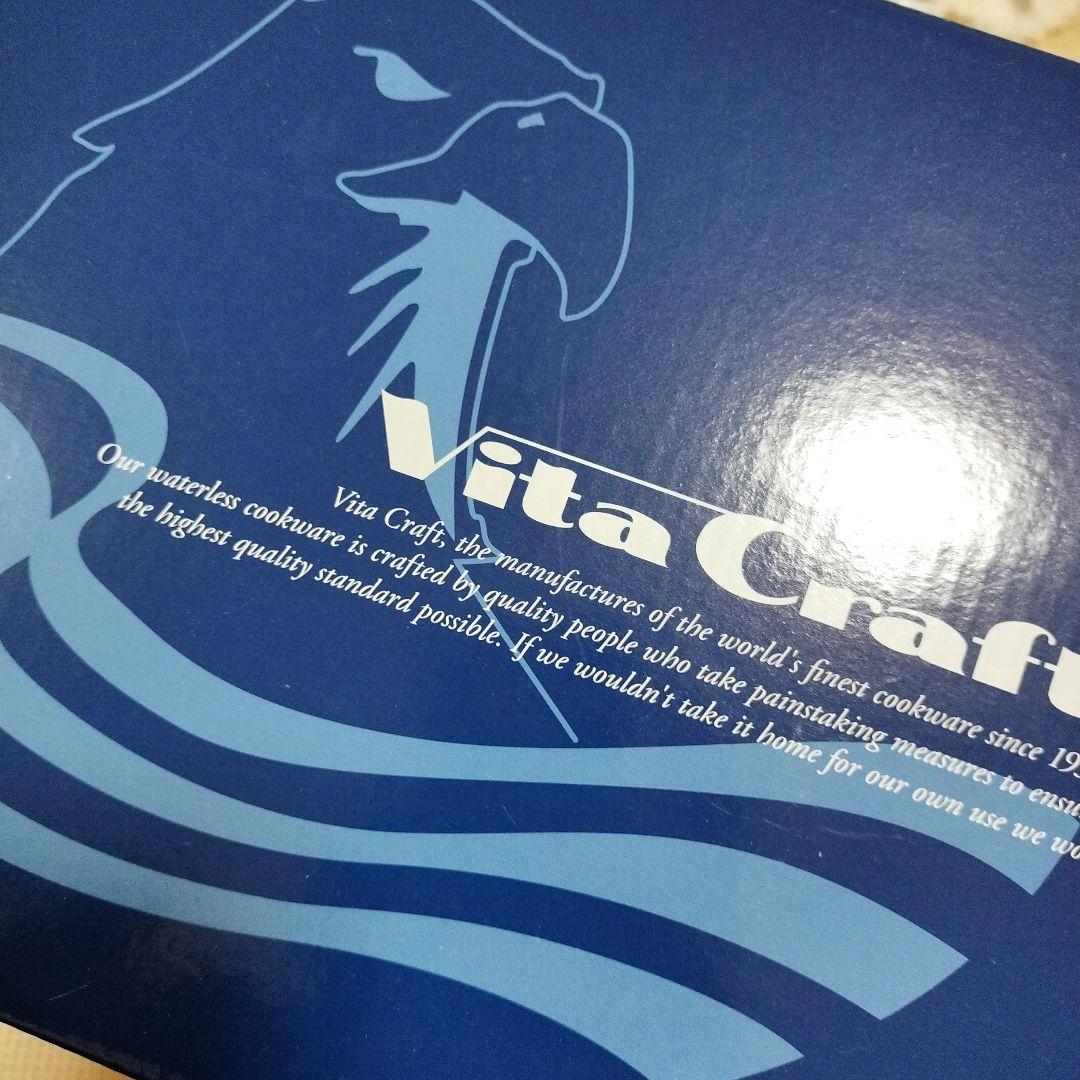 Vita Craft
Vita Craft, the manufactures of the world's finest cookware since
Our waterless cookware is crafted by quality people who take painstaking measures to
the highest quality standard possible. If we wouldn't take it home for our own use we